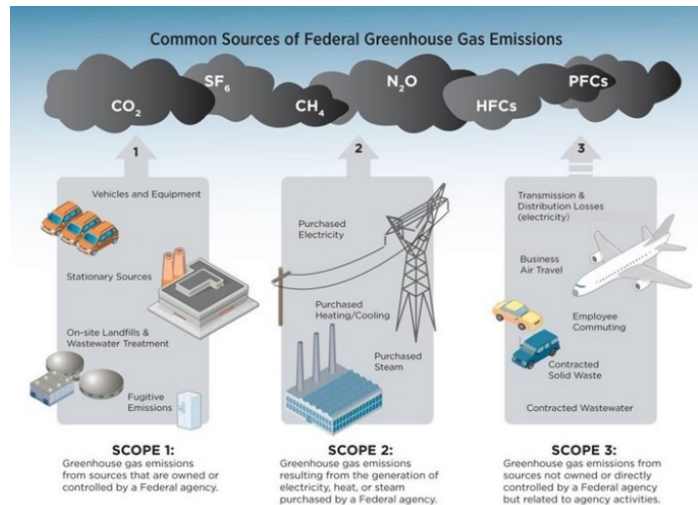 Common Sources of Federal Greenhouse Gas Emissions
CO₂
SF₆
CH₄
N₂O
HFCs
PFCs
1
Vehicles and Equipment
Stationary Sources
On-site Landfills &
Wastewater Treatment
Fugitive
Emissions
2
Purchased
Electricity
Purchased
Heating/Cooling
Purchased
Steam
3
Transmission &
Distribution Losses
(electricity)
Business
Air Travel
Employee
Commuting
Contracted
Solid Waste
Contracted Wastewater
SCOPE 1:
Greenhouse gas emissions
from sources that are owned or
controlled by a Federal agency.
SCOPE 2:
Greenhouse gas emissions
resulting from the generation of
electricity, heat, or steam
purchased by a Federal agency.
SCOPE 3:
Greenhouse gas emissions from
sources not owned or directly
controlled by a Federal agency
but related to agency activities.